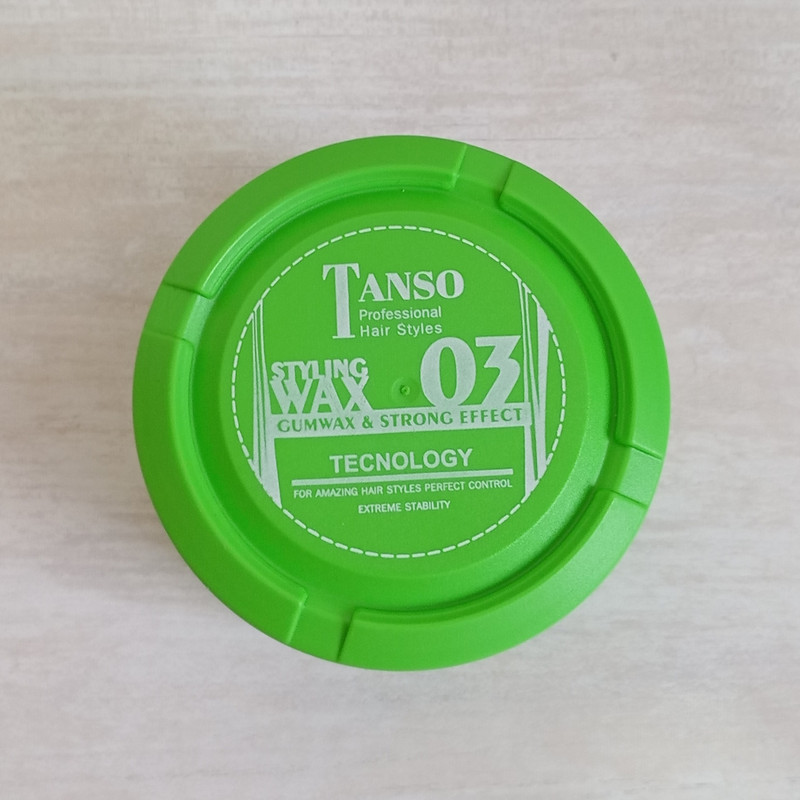 TANSO
Professional
Hair Styles
STYLING
WAX 03
GUMWAX & STRONG EFFECT
TECNOLOGY
FOR AMAZING HAIR STYLES PERFECT CONTROL
EXTREME STABILITY